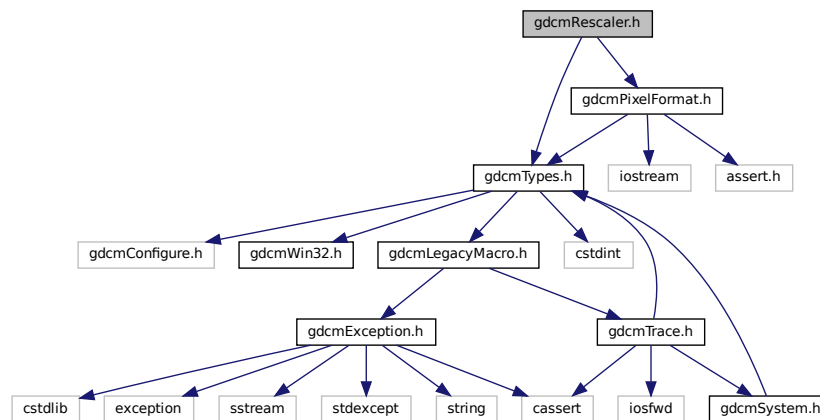 gdcmRescaler.h
gdcmPixelFormat.h
gdcmTypes.h
iostream
assert.h
gdcmConfigure.h
gdcmWin32.h
gdcmLegacyMacro.h
cstdint
gdcmException.h
gdcmTrace.h
cstdlib
exception
sstream
stdexcept
string
cassert
iosfwd
gdcmSystem.h